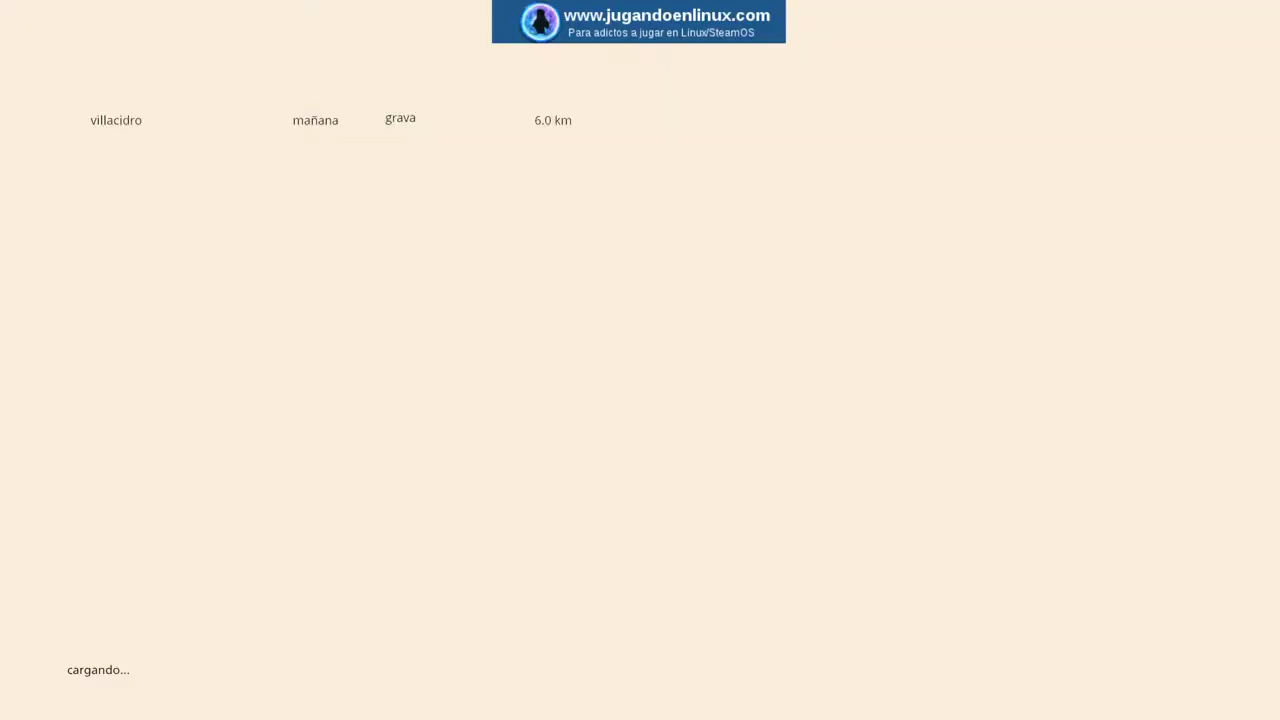 www.jugandoenlinux.com
Para adictos a jugar en Linux/SteamOS
villacidro mañana grava 6.0 km
cargando...